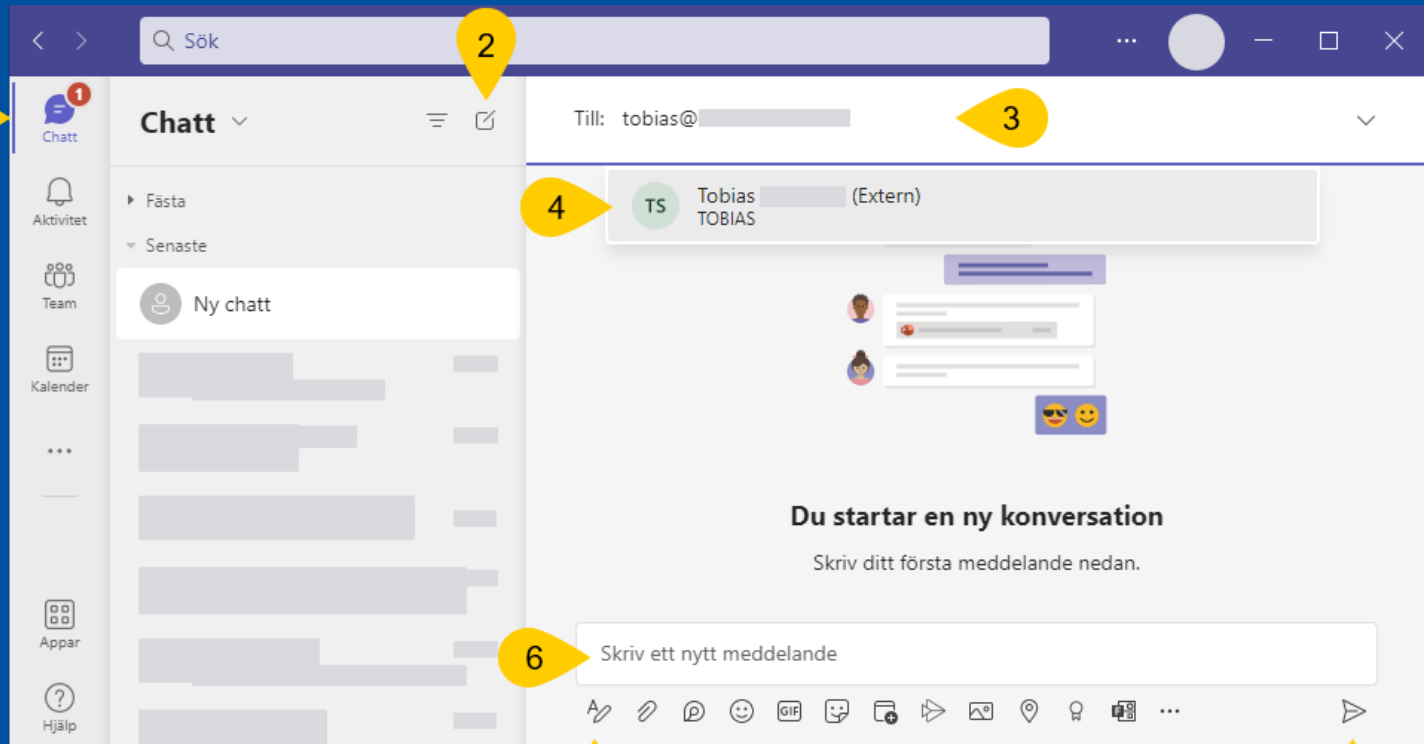 Sök
2
1
Chatt
Chatt
Till: tobias@
3
Aktivitet
Fästa
4
TS
Tobias (Extern)
TOBIAS
Senaste
Team
Ny chatt
Kalender
Du startar en ny konversation
Skriv ditt första meddelande nedan.
Appar
6
Skriv ett nytt meddelande
GIF
Hjälp